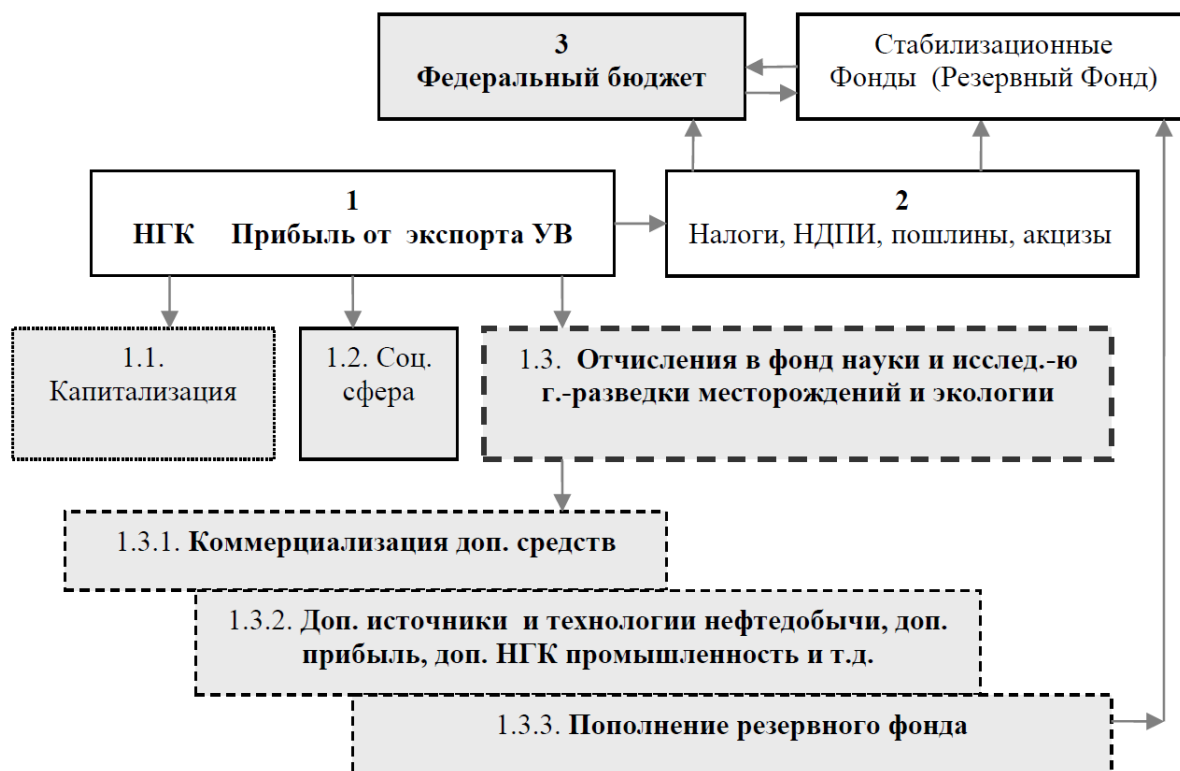 3
Федеральный бюджет
Стабилизационные
Фонды (Резервный Фонд)
1
НГК Прибыль от экспорта УВ
2
Налоги, НДПИ, пошлины, акцизы
1.1.
Капитализация
1.2. Соц.
сфера
1.3. Отчисления в фонд науки и исслед.-ю
г.-разведки месторождений и экологии
1.3.1. Коммерциализация доп. средств
1.3.2. Доп. источники и технологии нефтедобычи, доп.
прибыль, доп. НГК промышленность и т.д.
1.3.3. Пополнение резервного фонда